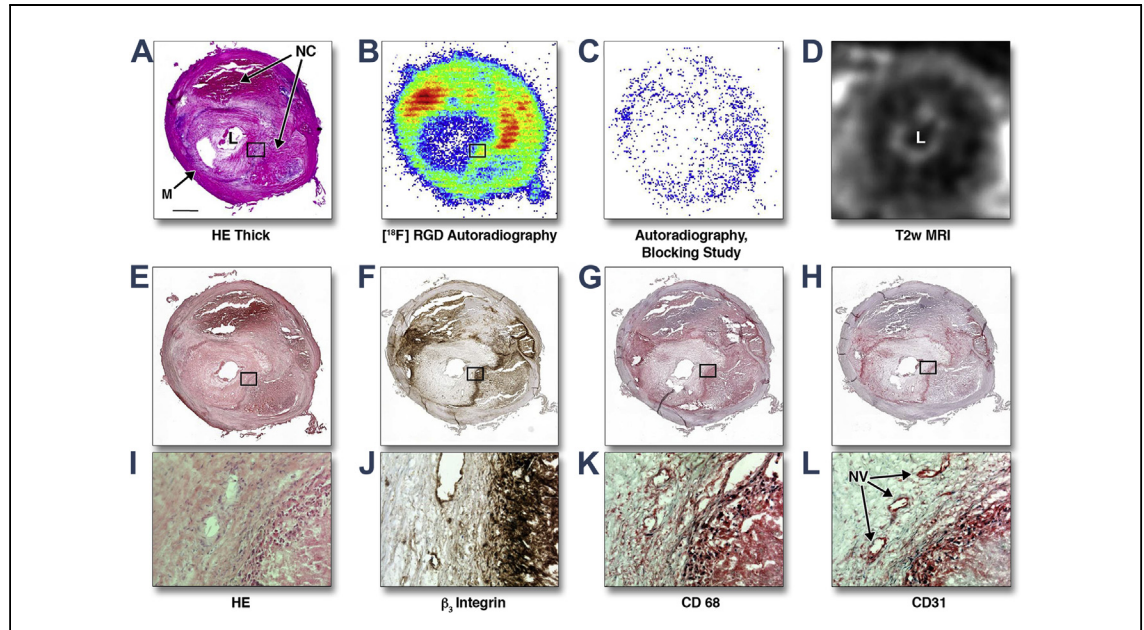 A
NC
L
M
HE Thick
B
[¹⁸F] RGD Autoradiography
C
Autoradiography,
Blocking Study
D
L
T2w MRI
E
F
G
H
I
HE
J
β₃ Integrin
K
CD 68
L
NV
CD31